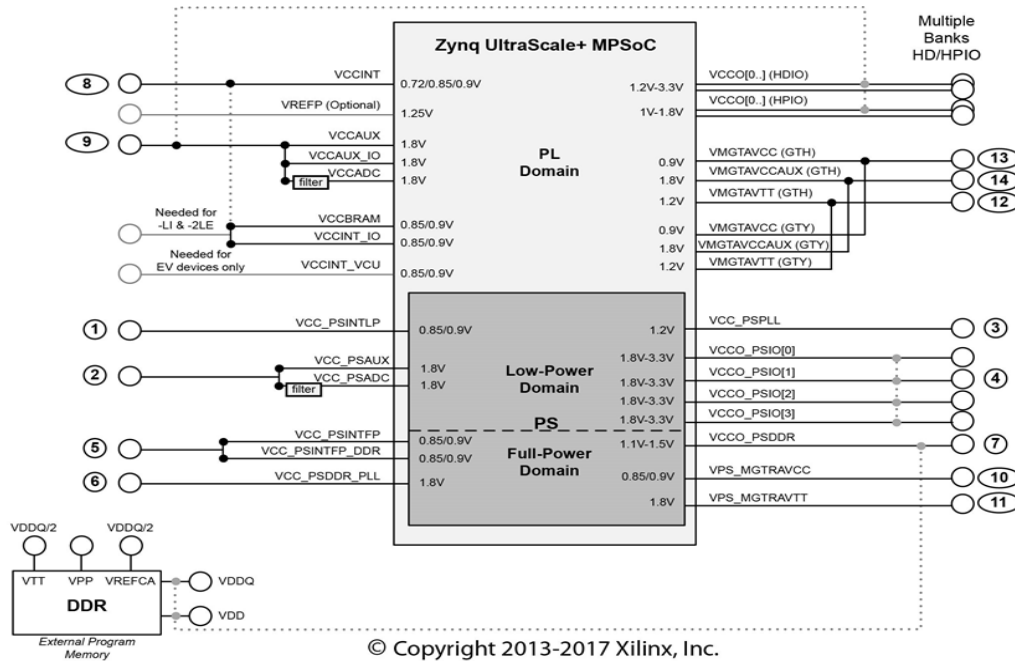 Zynq UltraScale+ MPSoC
Multiple
Banks
HD/HPIO
8
VCCINT
0.72/0.85/0.9V
VREFP (Optional)
1.25V
9
VCCAUX
1.8V
VCCAUX_IO
1.8V
VCCADC
filter
1.8V
Needed for
-LI & -2LE
VCCBRAM
0.85/0.9V
VCCINT_IO
0.85/0.9V
Needed for
EV devices only
VCCINT_VCU
0.85/0.9V
PL
Domain
1.2V-3.3V
VCCO[0..] (HDIO)
1V-1.8V
VCCO[0..] (HPIO)
0.9V
VMGTAVCC (GTH)
13
1.8V
VMGTAVCCAUX (GTH)
14
1.2V
VMGTAVTT (GTH)
12
0.9V
VMGTAVCC (GTY)
1.8V
VMGTAVCCAUX (GTY)
1.2V
VMGTAVTT (GTY)
1
VCC_PSINTLP
0.85/0.9V
2
VCC_PSAUX
1.8V
VCC_PSADC
filter
1.8V
Low-Power
Domain
PS
Full-Power
Domain
5
VCC_PSINTFP
0.85/0.9V
VCC_PSINTFP_DDR
0.85/0.9V
6
VCC_PSDDR_PLL
1.8V
1.2V
VCC_PSPLL
3
1.8V-3.3V
VCCO_PSIO[0]
1.8V-3.3V
VCCO_PSIO[1]
4
1.8V-3.3V
VCCO_PSIO[2]
1.8V-3.3V
VCCO_PSIO[3]
1.1V-1.5V
VCCO_PSDDR
7
0.85/0.9V
VPS_MGTRAVCC
10
1.8V
VPS_MGTRAVTT
11
VDDQ/2
VDDQ/2
VTT
VPP
VREFCA
VDDQ
DDR
VDD
External Program
Memory
© Copyright 2013-2017 Xilinx, Inc.